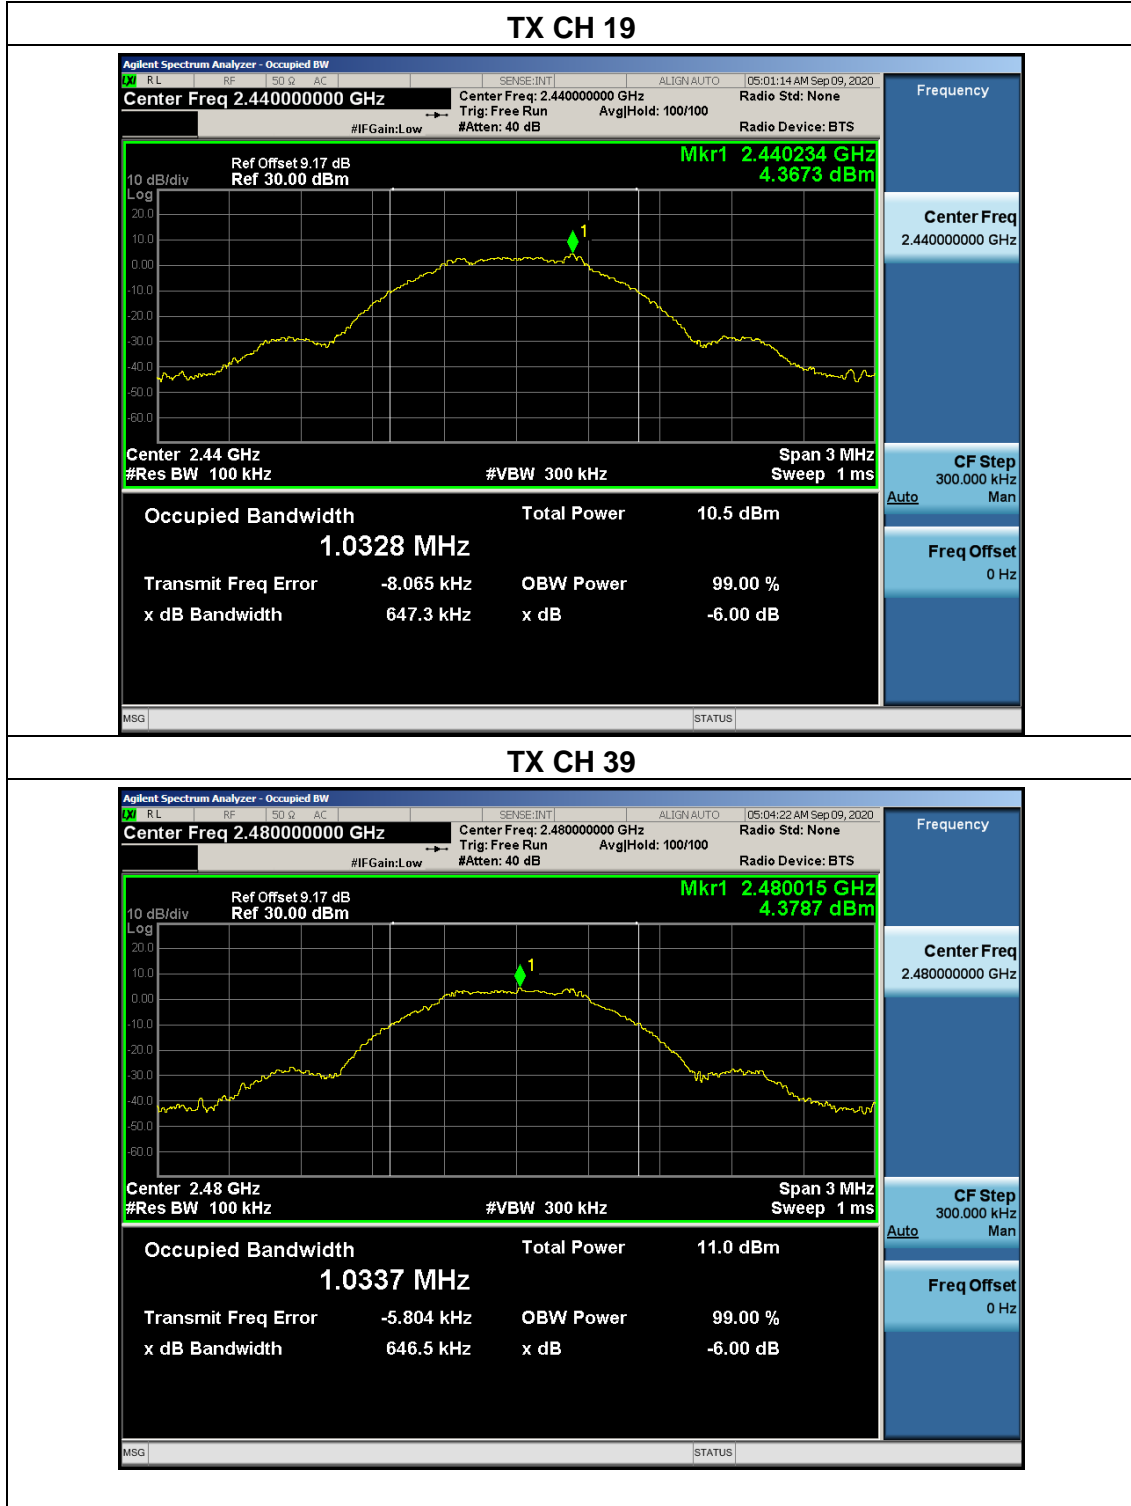 TX CH 19
Agilent Spectrum Analyzer - Occupied BW
LXI RL RF 50 Ω AC SENSE:INT ALIGN AUTO 05:01:14 AM Sep 09, 2020
Center Freq 2.440000000 GHz
Center Freq: 2.440000000 GHz
Radio Std: None
Trig: Free Run Avg|Hold: 100/100
#IFGain:Low #Atten: 40 dB Radio Device: BTS
Frequency
Mkr1 2.440234 GHz
4.3673 dBm
Ref Offset 9.17 dB
10 dB/div Ref 30.00 dBm
Log
20.0
10.0
0.00
-10.0
-20.0
-30.0
-40.0
-50.0
-60.0
1
Center 2.44 GHz Span 3 MHz
#Res BW 100 kHz #VBW 300 kHz Sweep 1 ms
Center Freq
2.440000000 GHz
CF Step
300.000 kHz
Auto Man
Freq Offset
0 Hz
Occupied Bandwidth Total Power 10.5 dBm
1.0328 MHz
Transmit Freq Error -8.065 kHz OBW Power 99.00 %
x dB Bandwidth 647.3 kHz x dB -6.00 dB
MSG STATUS
TX CH 39
Agilent Spectrum Analyzer - Occupied BW
LXI RL RF 50 Ω AC SENSE:INT ALIGN AUTO 05:04:22 AM Sep 09, 2020
Center Freq 2.480000000 GHz
Center Freq: 2.480000000 GHz
Radio Std: None
Trig: Free Run Avg|Hold: 100/100
#IFGain:Low #Atten: 40 dB Radio Device: BTS
Frequency
Mkr1 2.480015 GHz
4.3787 dBm
Ref Offset 9.17 dB
10 dB/div Ref 30.00 dBm
Log
20.0
10.0
0.00
-10.0
-20.0
-30.0
-40.0
-50.0
-60.0
1
Center 2.48 GHz Span 3 MHz
#Res BW 100 kHz #VBW 300 kHz Sweep 1 ms
Center Freq
2.480000000 GHz
CF Step
300.000 kHz
Auto Man
Freq Offset
0 Hz
Occupied Bandwidth Total Power 11.0 dBm
1.0337 MHz
Transmit Freq Error -5.804 kHz OBW Power 99.00 %
x dB Bandwidth 646.5 kHz x dB -6.00 dB
MSG STATUS